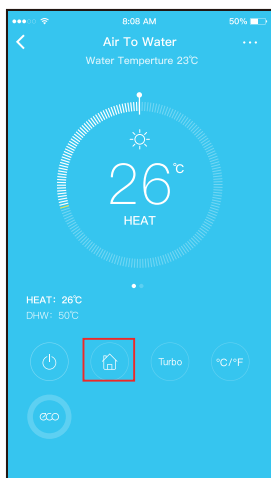 8:08 AM
50%
Air To Water
Water Temperture 23℃
26℃
HEAT
HEAT: 26℃
DHW: 50℃
Turbo
°C/°F
eco